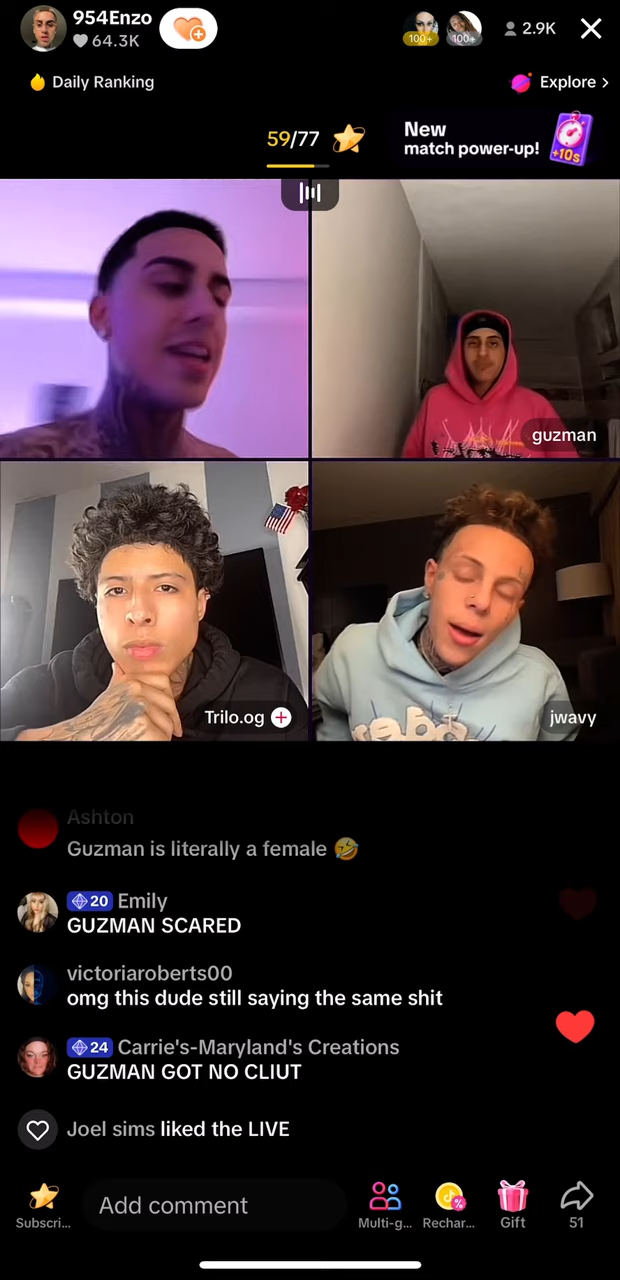 954Enzo
64.3K
100+
100+
2.9K
Daily Ranking
Explore >
59/77
New
match power-up!
+10s
guzman
Trilo.og
jwavy
Ashton
Guzman is literally a female 🤣
20 Emily
GUZMAN SCARED
victoriaroberts00
omg this dude still saying the same shit
24 Carrie's-Maryland's Creations
GUZMAN GOT NO CLIUT
Joel sims liked the LIVE
Add comment
Subscri...
Multi-g...
Rechar...
Gift
51